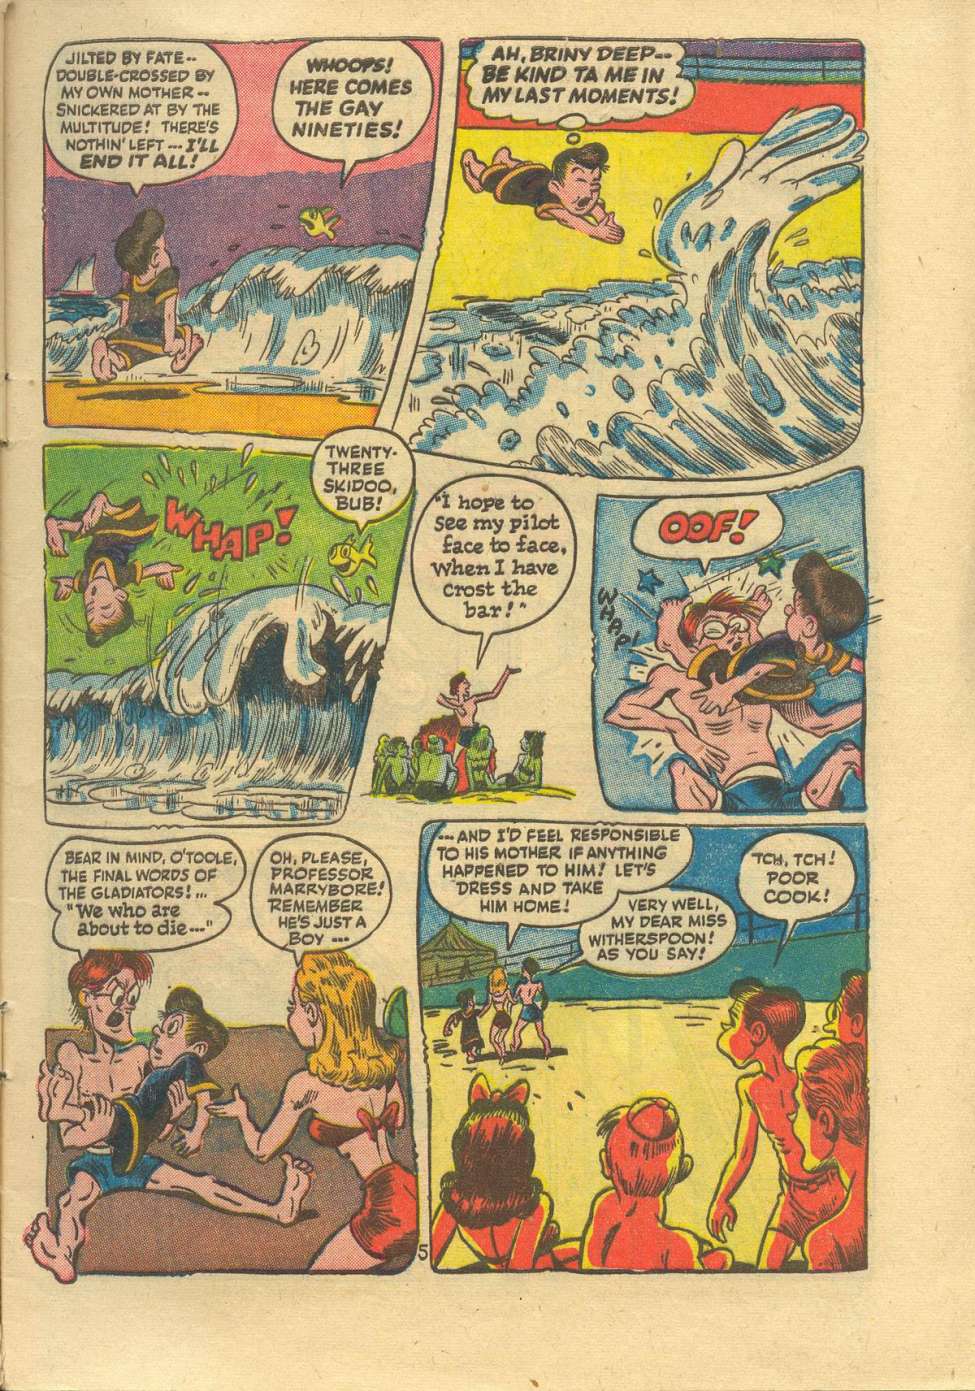 JILTED BY FATE--
DOUBLE-CROSSED BY
MY OWN MOTHER--
SNICKERED AT BY THE
MULTITUDE! THERE'S
NOTHIN' LEFT --- I'LL
END IT ALL!
WHOOPS!
HERE COMES
THE GAY
NINETIES!
AH, BRINY DEEP--
BE KIND TA ME IN
MY LAST MOMENTS!
WHAP!
TWENTY-
THREE
SKIDOO,
BUB!
"I hope to
see my pilot
face to face,
When I have
crost the
bar!"
OOF!
WHAP!
BEAR IN MIND, O'TOOLE,
THE FINAL WORDS OF
THE GLADIATORS!...
"We who are
about to die---"
OH, PLEASE,
PROFESSOR
MARRYBORE!
REMEMBER
HE'S JUST A
BOY ---
---AND I'D FEEL RESPONSIBLE
TO HIS MOTHER IF ANYTHING
HAPPENED TO HIM! LET'S
DRESS AND TAKE
HIM HOME!
VERY WELL,
MY DEAR MISS
WITHERSPOON!
AS YOU SAY!
TCH, TCH!
POOR
COOK!
5